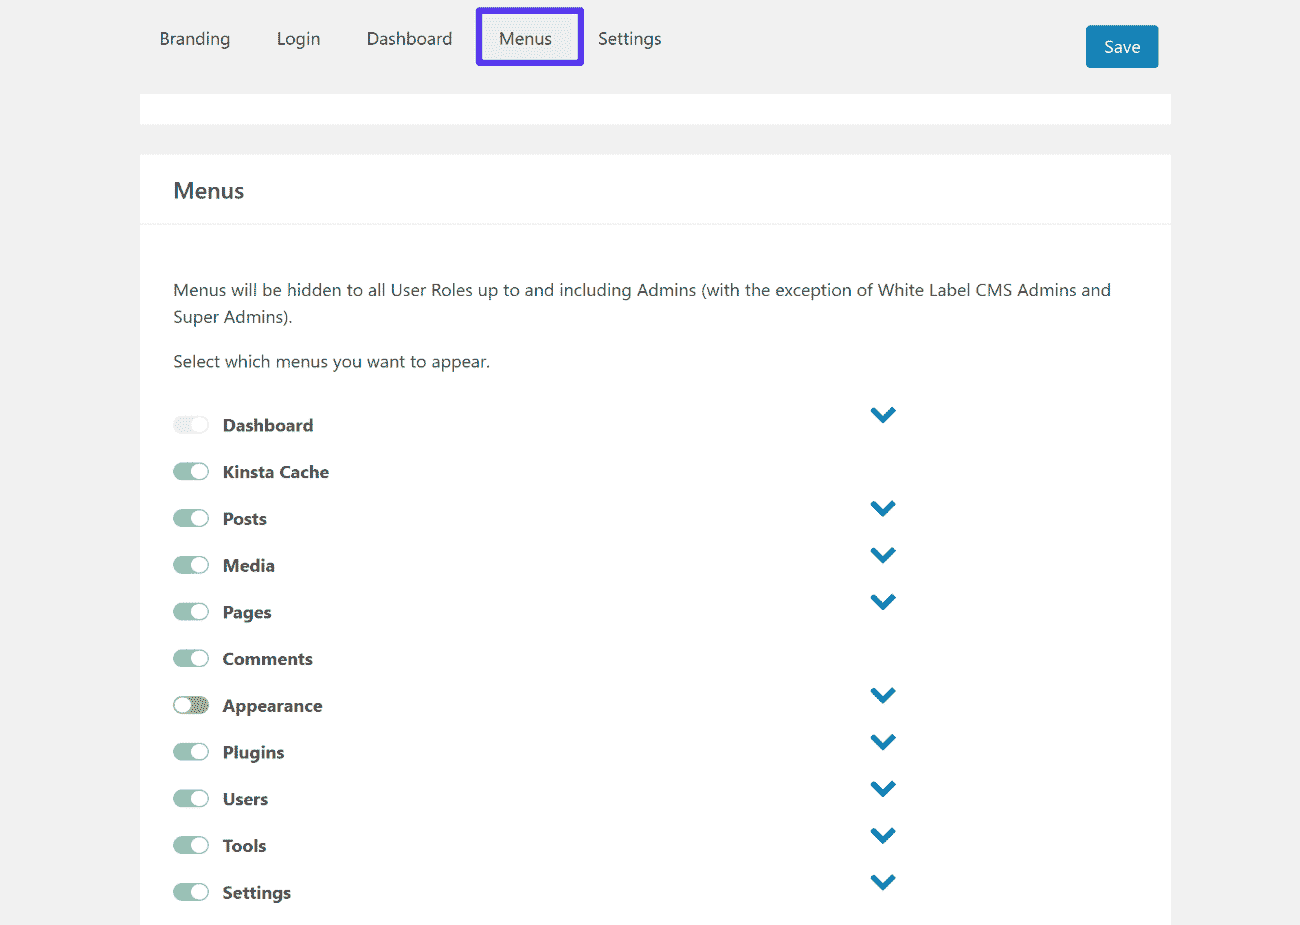 Branding Login Dashboard Menus Settings
Save
Menus
Menus will be hidden to all User Roles up to and including Admins (with the exception of White Label CMS Admins and
Super Admins).
Select which menus you want to appear.
Dashboard
Kinsta Cache
Posts
Media
Pages
Comments
Appearance
Plugins
Users
Tools
Settings